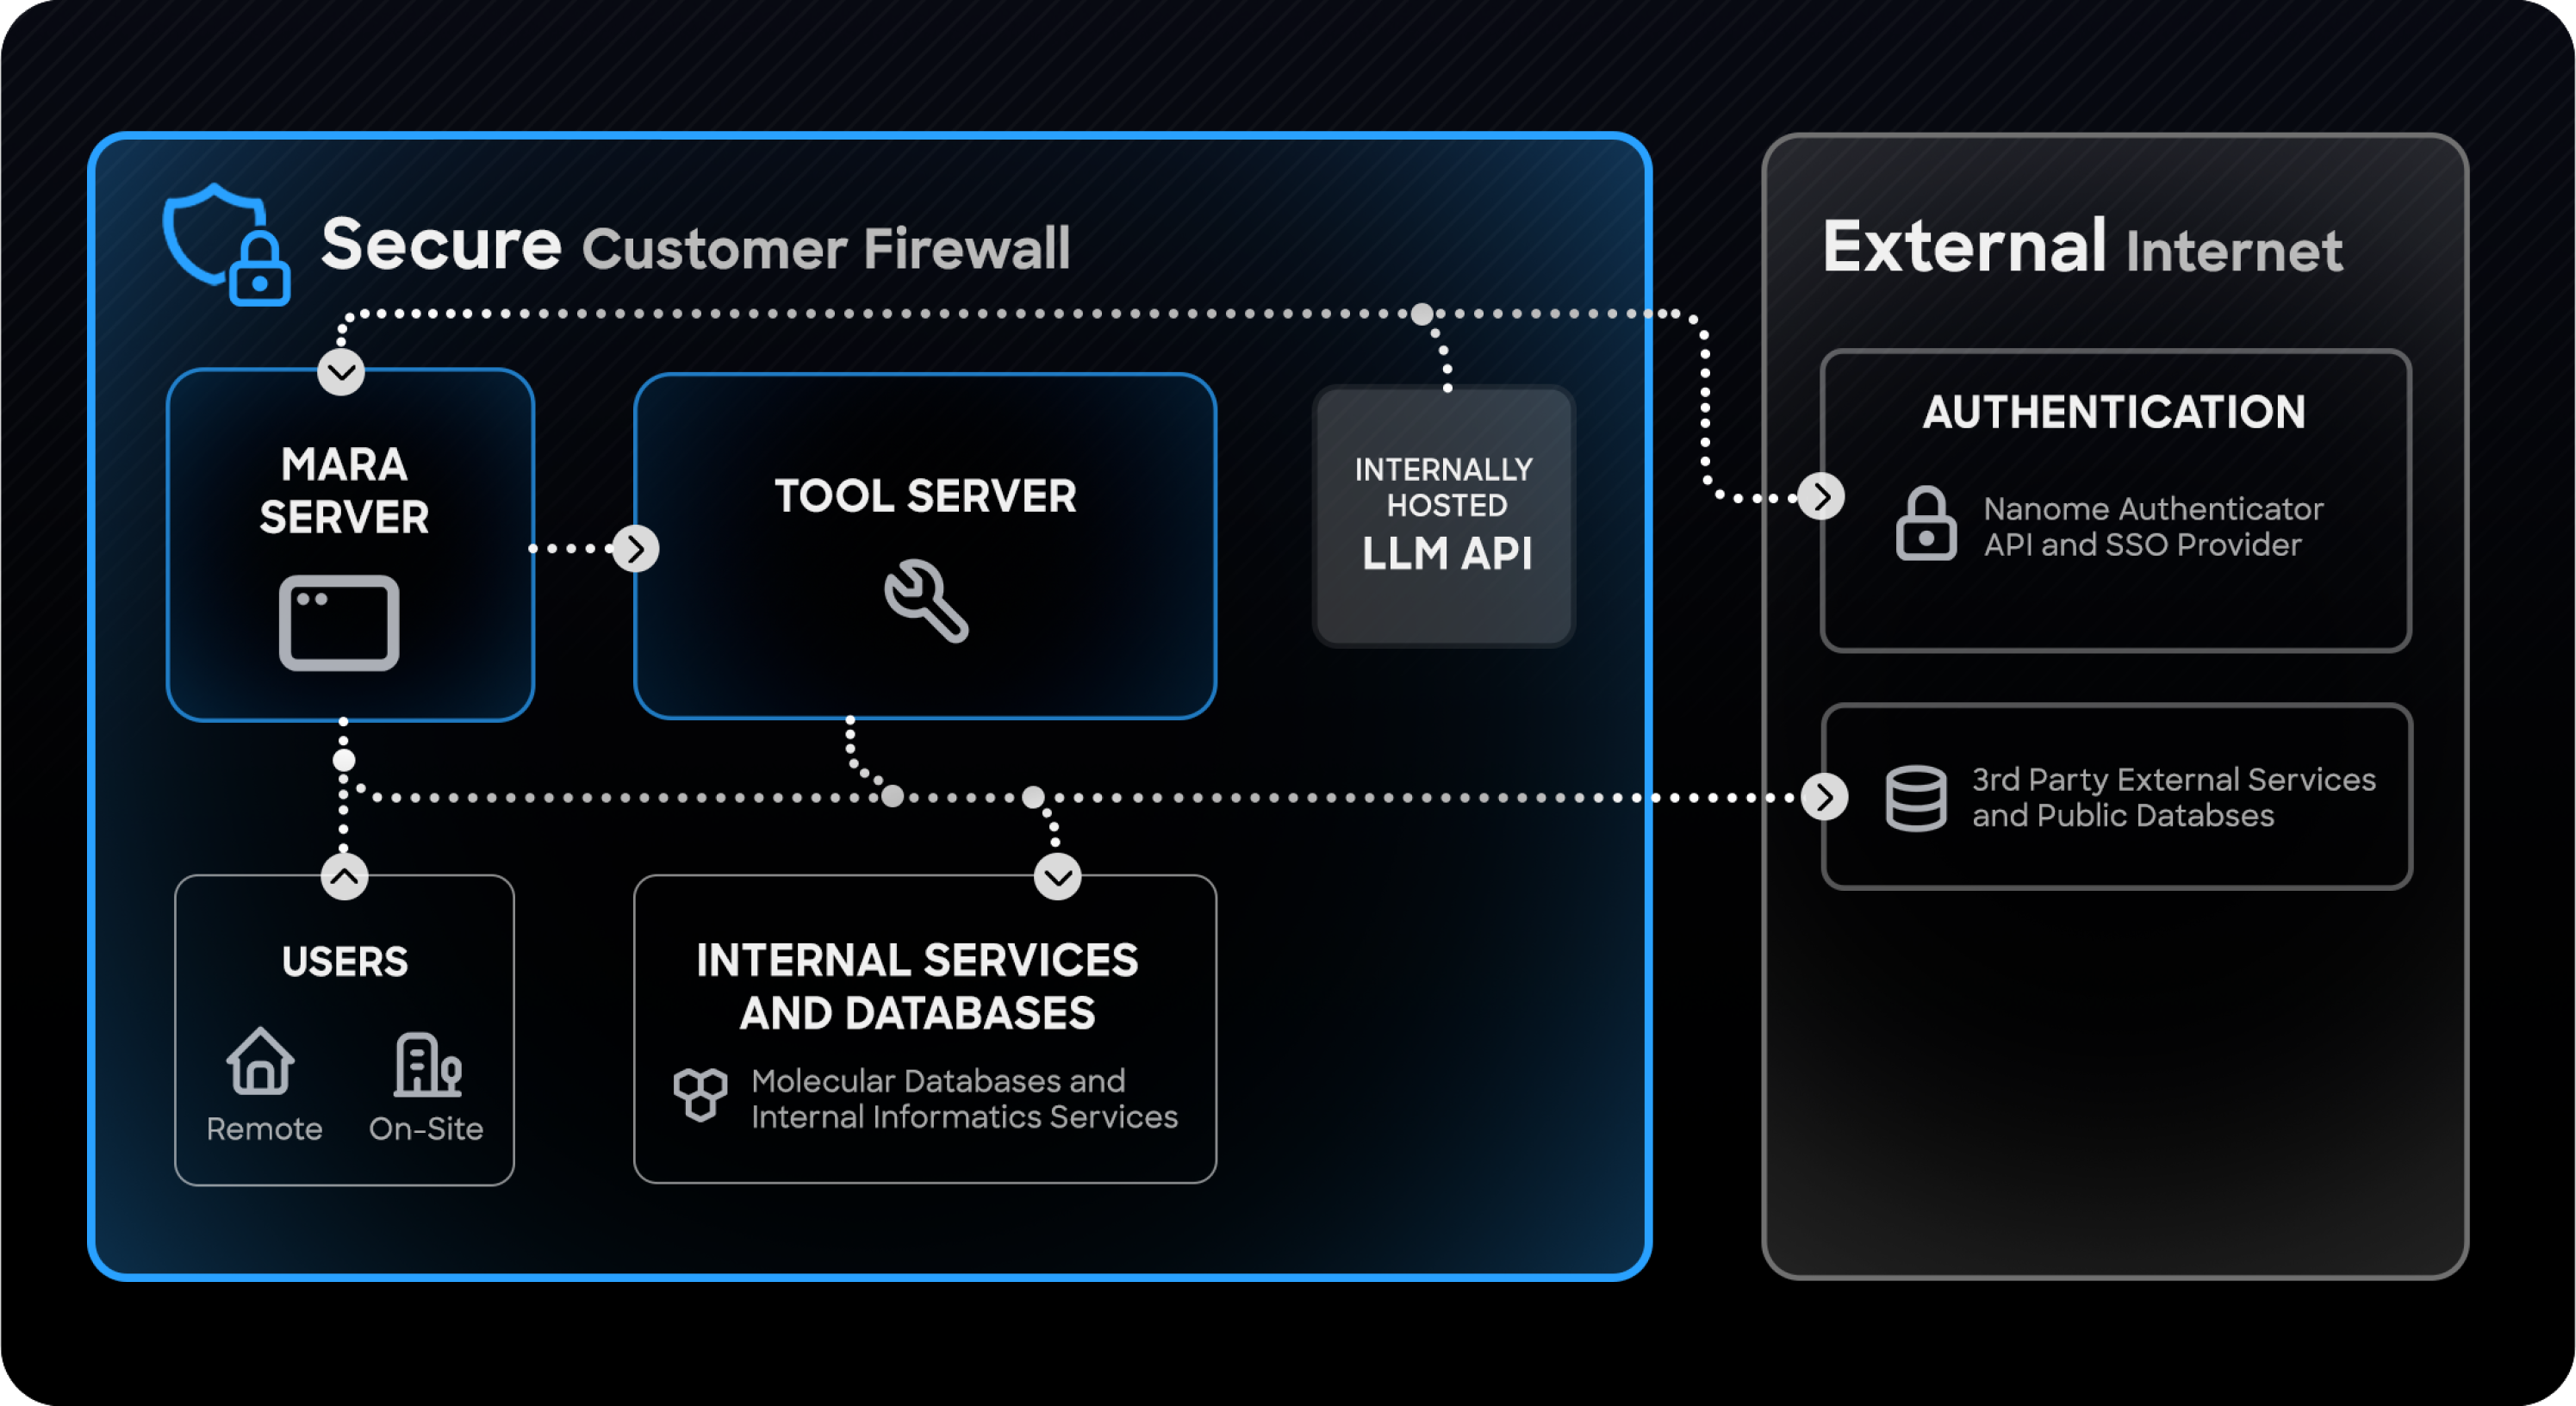 Secure Customer Firewall
MARA
SERVER
TOOL SERVER
INTERNALLY
HOSTED
LLM API
USERS
Remote
On-Site
INTERNAL SERVICES
AND DATABASES
Molecular Databases and
Internal Informatics Services
External Internet
AUTHENTICATION
Nanome Authenticator
API and SSO Provider
3rd Party External Services
and Public Databses